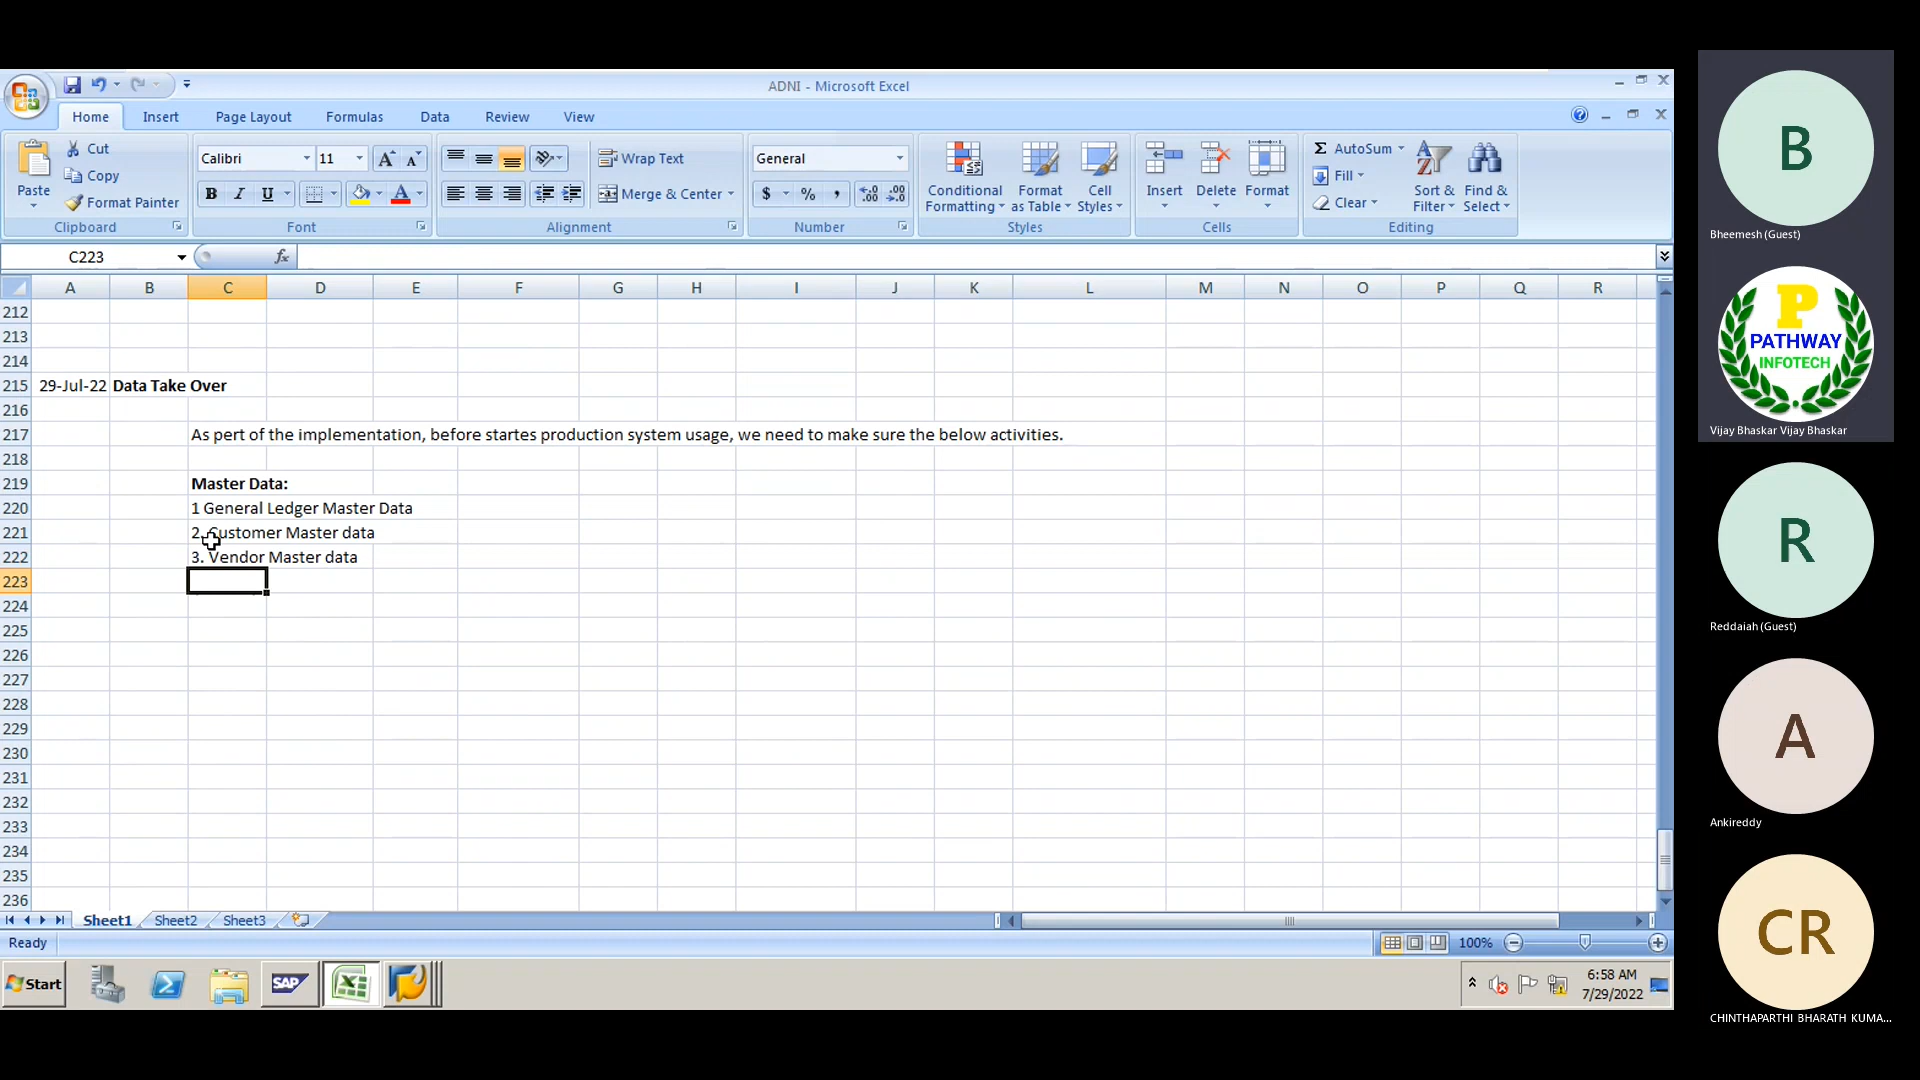 ADNI - Microsoft Excel
Home Insert Page Layout Formulas Data Review View
Paste
Cut
Copy
Format Painter
Clipboard
Calibri 11
B I U
Font
Wrap Text
Merge & Center
Alignment
General
$ % ,
Number
Conditional Formatting
Format as Table
Cell Styles
Styles
Insert Delete Format
Cells
Σ AutoSum
Fill
Clear
Sort & Filter
Find & Select
Editing
C223 fx
A B C D E F G H I J K L M N O P Q R
212
213
214
215 29-Jul-22 Data Take Over
216
217 As pert of the implementation, before startes production system usage, we need to make sure the below activities.
218
219 Master Data:
220 1 General Ledger Master Data
221 2. Customer Master data
222 3. Vendor Master data
223
224
225
226
227
228
229
230
231
232
233
234
235
236
Sheet1 Sheet2 Sheet3
Ready 100%
Start SAP 6:58 AM
7/29/2022
B
Bheemesh (Guest)
P
PATHWAY
INFOTECH
Vijay Bhaskar Vijay Bhaskar
R
Reddaiah (Guest)
A
Ankireddy
CR
CHINTHAPARTHI BHARATH KUMA...